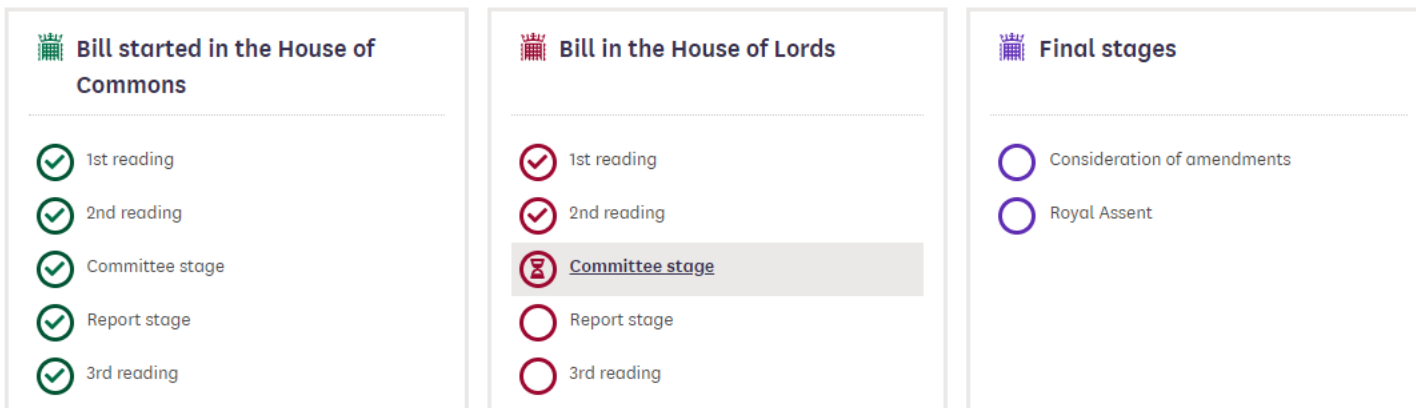 Bill started in the House of
Commons
1st reading
2nd reading
Committee stage
Report stage
3rd reading
Bill in the House of Lords
1st reading
2nd reading
Committee stage
Report stage
3rd reading
Final stages
Consideration of amendments
Royal Assent